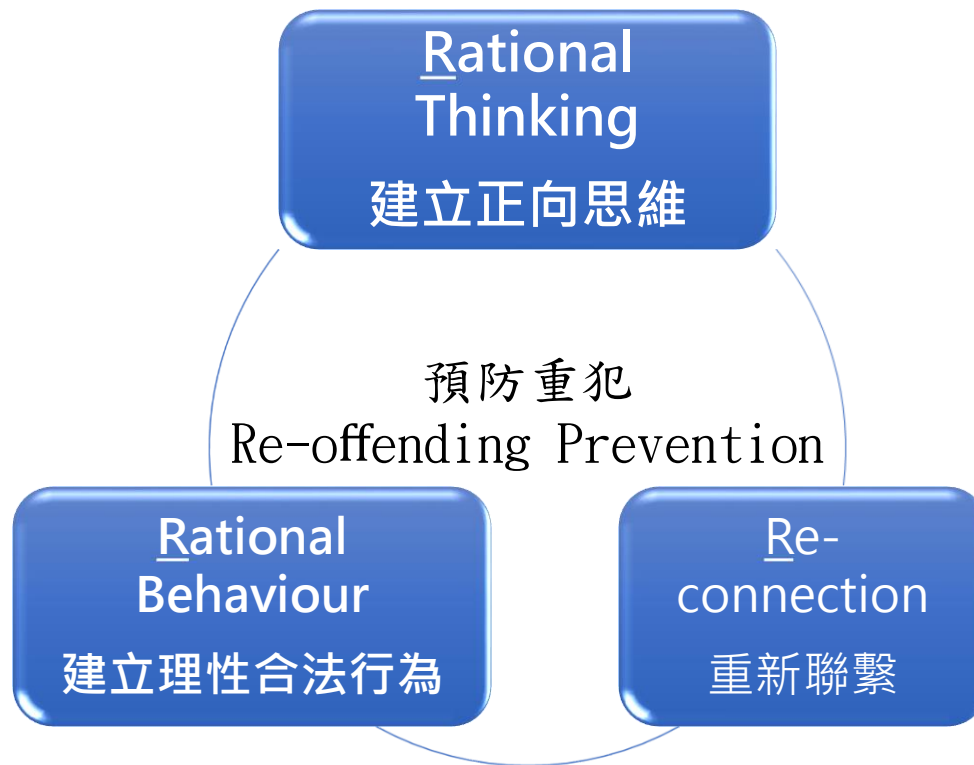 Rational
Thinking
建立正向思維
預防重犯
Re-offending Prevention
Rational
Behaviour
建立理性合法行為
Re-
connection
重新聯繫